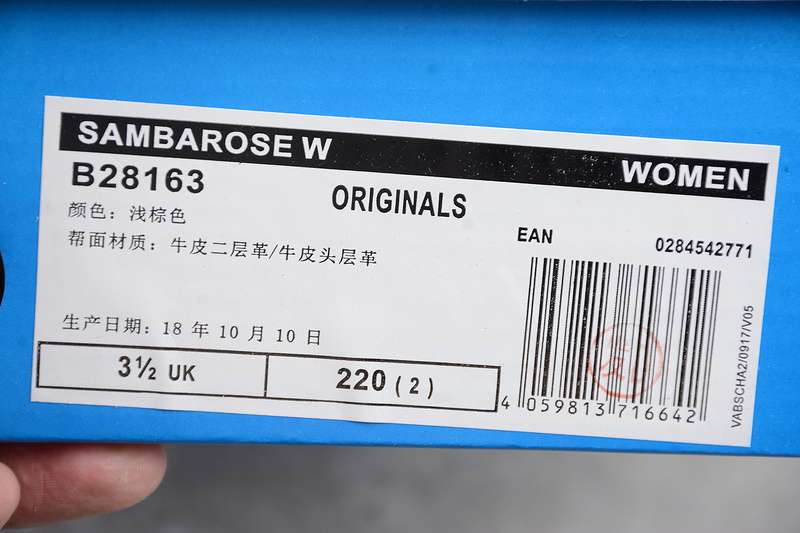 SAMBAROSE W
WOMEN
B28163
ORIGINALS
颜色：浅棕色
帮面材质：牛皮二层革/牛皮头层革
EAN
0284542771
生产日期：18 年 10 月 10 日
3½ UK
220 ( 2 )
4 059813 716642
VABSCHA2/0917/V05